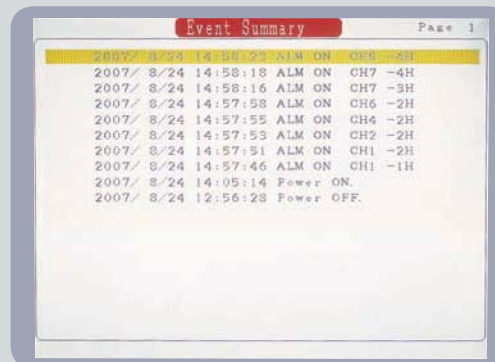 Event Summary Page 1
2007/ 8/24 14:58:23 ALM ON CH8 -4H
2007/ 8/24 14:58:18 ALM ON CH7 -4H
2007/ 8/24 14:58:16 ALM ON CH7 -3H
2007/ 8/24 14:57:58 ALM ON CH6 -2H
2007/ 8/24 14:57:55 ALM ON CH4 -2H
2007/ 8/24 14:57:53 ALM ON CH2 -2H
2007/ 8/24 14:57:51 ALM ON CH1 -2H
2007/ 8/24 14:57:46 ALM ON CH1 -1H
2007/ 8/24 14:05:14 Power ON.
2007/ 8/24 12:56:28 Power OFF.